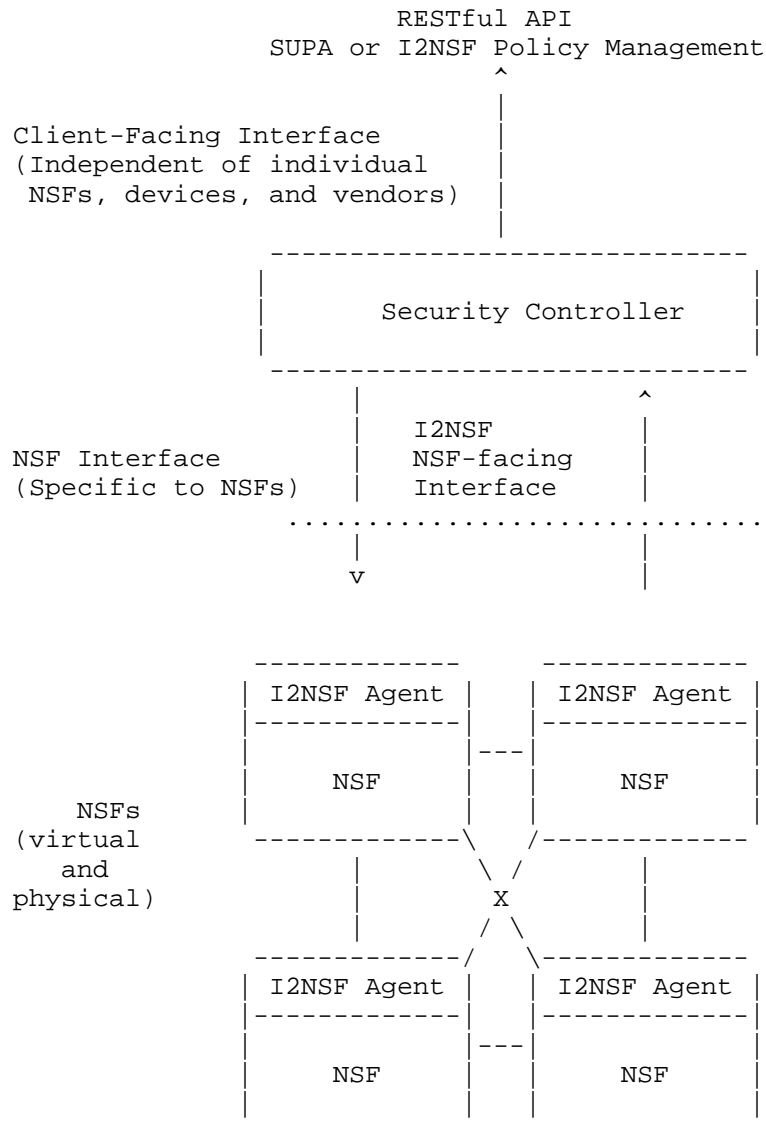 RESTful API
SUPA or I2NSF Policy Management
Client-Facing Interface
(Independent of individual
NSFs, devices, and vendors)
Security Controller
I2NSF
NSF Interface NSF-facing
(Specific to NSFs) Interface
v
I2NSF Agent I2NSF Agent
NSF NSF
NSFs
(virtual
and
physical) X
I2NSF Agent I2NSF Agent
NSF NSF